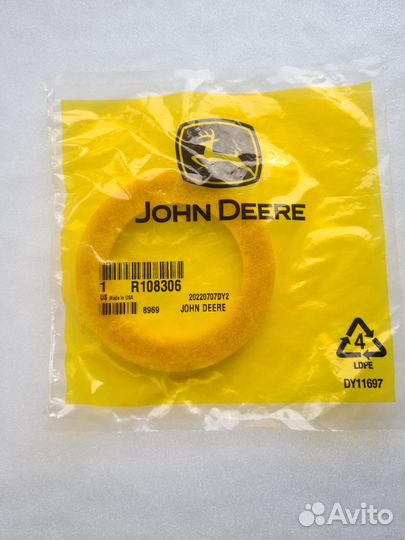 JOHN DEERE
1 R108306
US Made in USA 20220707DY2
8969 JOHN DEERE
4
LDPE
DY11697
Avito